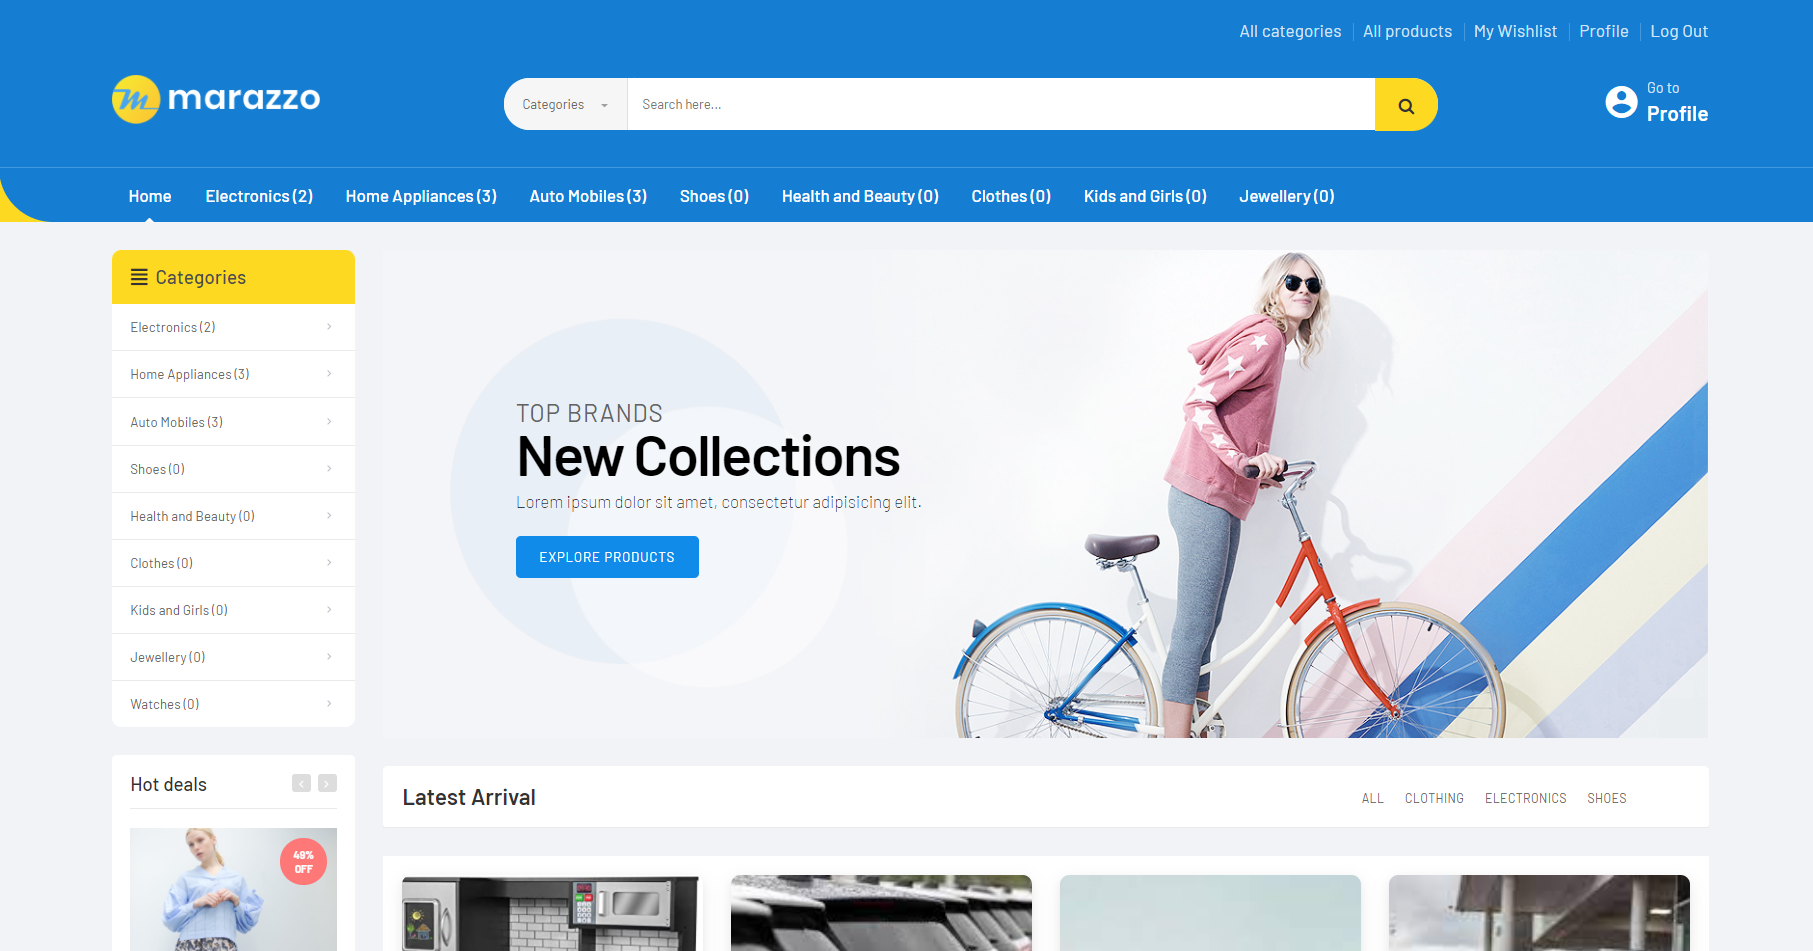 All categories All products My Wishlist Profile Log Out
marazzo
Categories Search here...
Go to
Profile
Home Electronics (2) Home Appliances (3) Auto Mobiles (3) Shoes (0) Health and Beauty (0) Clothes (0) Kids and Girls (0) Jewellery (0)
Categories
Electronics (2)
Home Appliances (3)
Auto Mobiles (3)
Shoes (0)
Health and Beauty (0)
Clothes (0)
Kids and Girls (0)
Jewellery (0)
Watches (0)
TOP BRANDS
New Collections
Lorem ipsum dolor sit amet, consectetur adipisicing elit.
EXPLORE PRODUCTS
Hot deals
49%
OFF
Latest Arrival
ALL CLOTHING ELECTRONICS SHOES